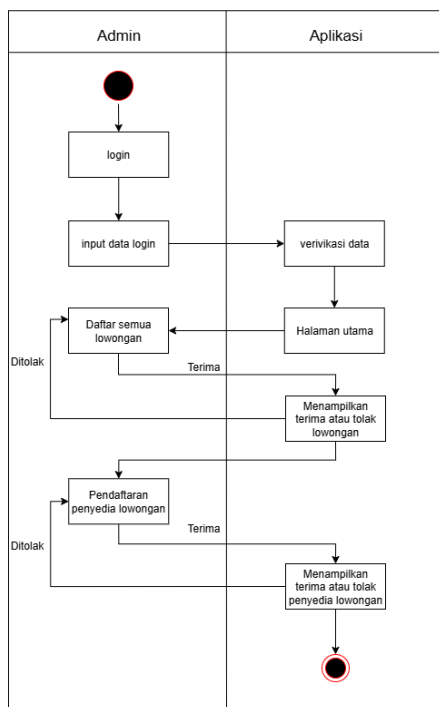 Admin
Aplikasi
login
input data login
verivikasi data
Daftar semua
lowongan
Halaman utama
Ditolak
Terima
Menampilkan
terima atau tolak
lowongan
Pendaftaran
penyedia lowongan
Ditolak
Terima
Menampilkan
terima atau tolak
penyedia lowongan